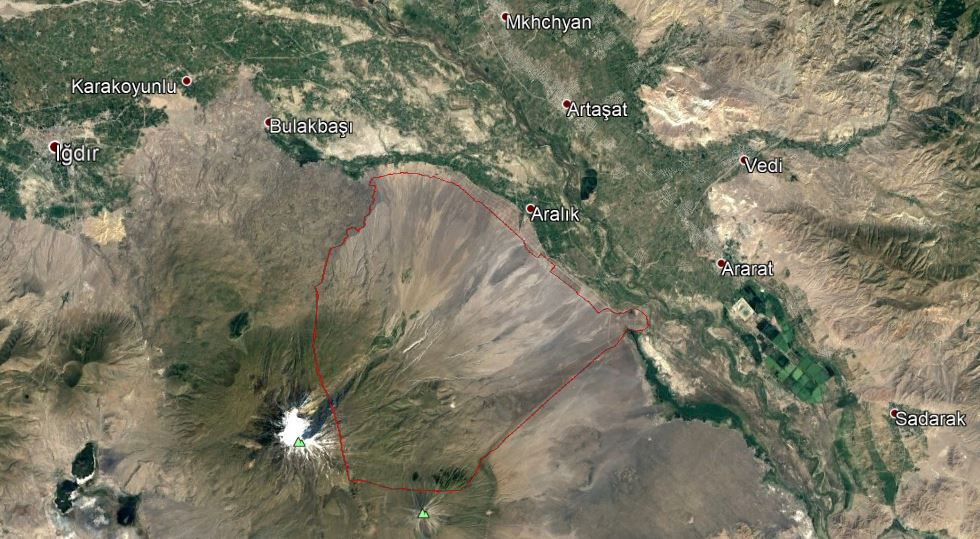 Mkhchyan
Karakoyunlu
Artaşat
Bulakbaşı
Iğdır
Vedi
Aralık
Ararat
Sadarak